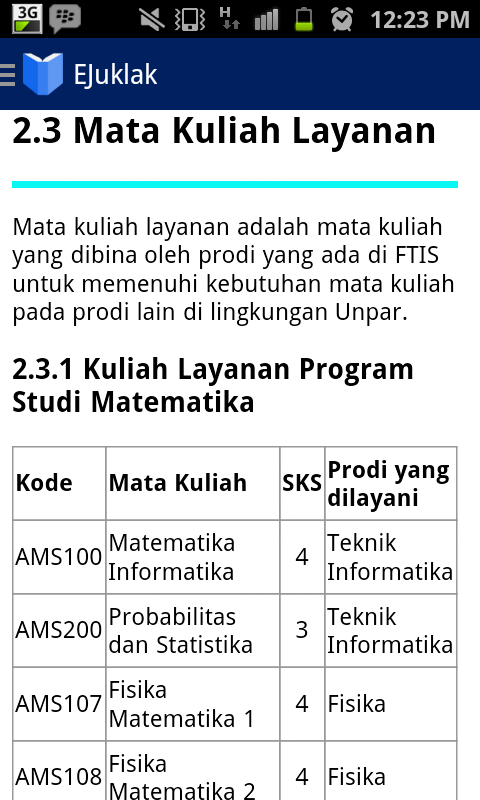 3G H 12:23 PM
EJuklak
2.3 Mata Kuliah Layanan
Mata kuliah layanan adalah mata kuliah
yang dibina oleh prodi yang ada di FTIS
untuk memenuhi kebutuhan mata kuliah
pada prodi lain di lingkungan Unpar.
2.3.1 Kuliah Layanan Program
Studi Matematika
Kode Mata Kuliah SKS Prodi yang
dilayani
AMS100 Matematika
Informatika 4 Teknik
Informatika
AMS200 Probabilitas
dan Statistika 3 Teknik
Informatika
AMS107 Fisika
Matematika 1 4 Fisika
AMS108 Fisika
Matematika 2 4 Fisika